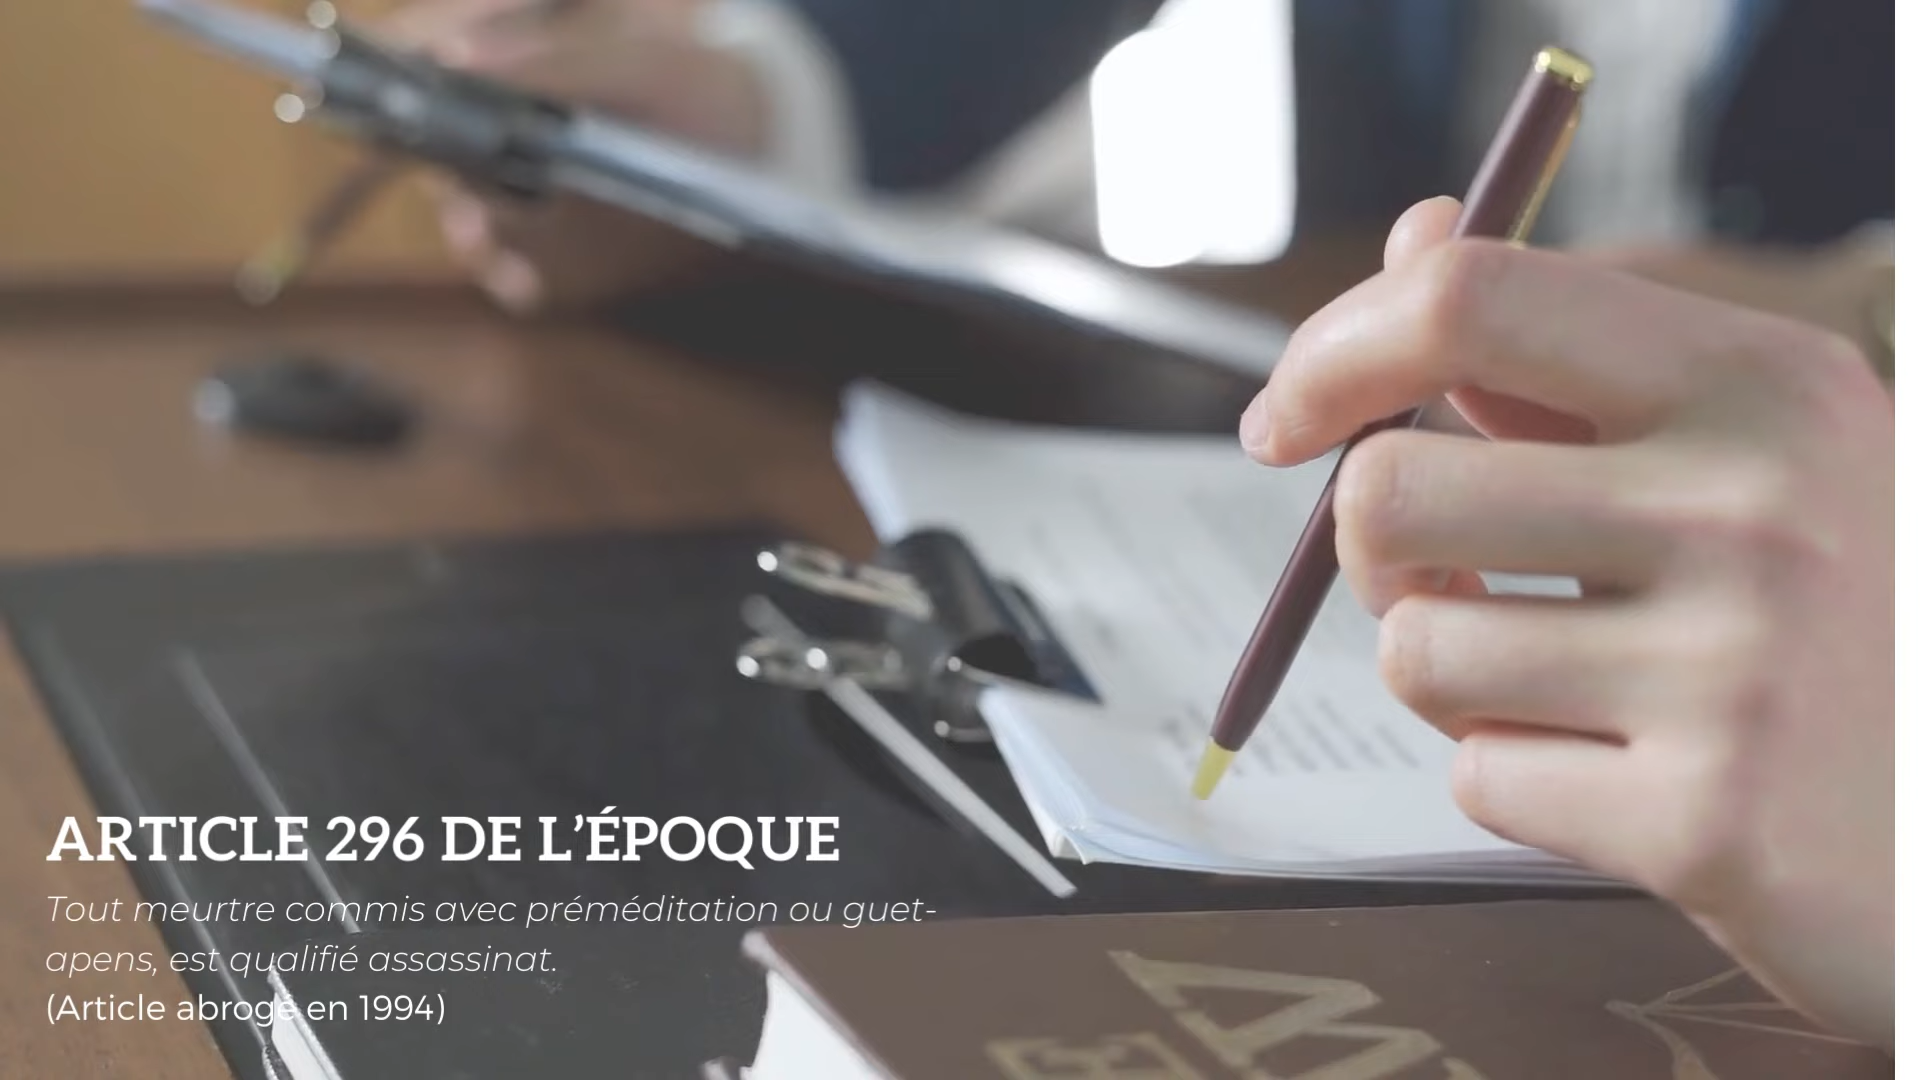 ARTICLE 296 DE L’ÉPOQUE
Tout meurtre commis avec préméditation ou guet-
apens, est qualifié assassinat.
(Article abrogé en 1994)